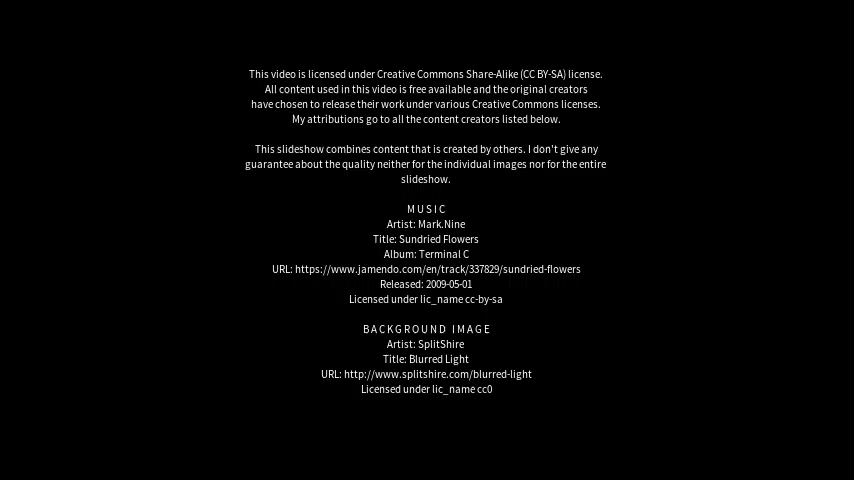 This video is licensed under Creative Commons Share-Alike (CC BY-SA) license.
All content used in this video is free available and the original creators
have chosen to release their work under various Creative Commons licenses.
My attributions go to all the content creators listed below.
This slideshow combines content that is created by others. I don't give any
guarantee about the quality neither for the individual images nor for the entire
slideshow.
MUSIC
Artist: Mark.Nine
Title: Sundried Flowers
Album: Terminal C
URL: https://www.jamendo.com/en/track/337829/sundried-flowers
Released: 2009-05-01
Licensed under lic_name cc-by-sa
BACKGROUND IMAGE
Artist: SplitShire
Title: Blurred Light
URL: http://www.splitshire.com/blurred-light
Licensed under lic_name cc0